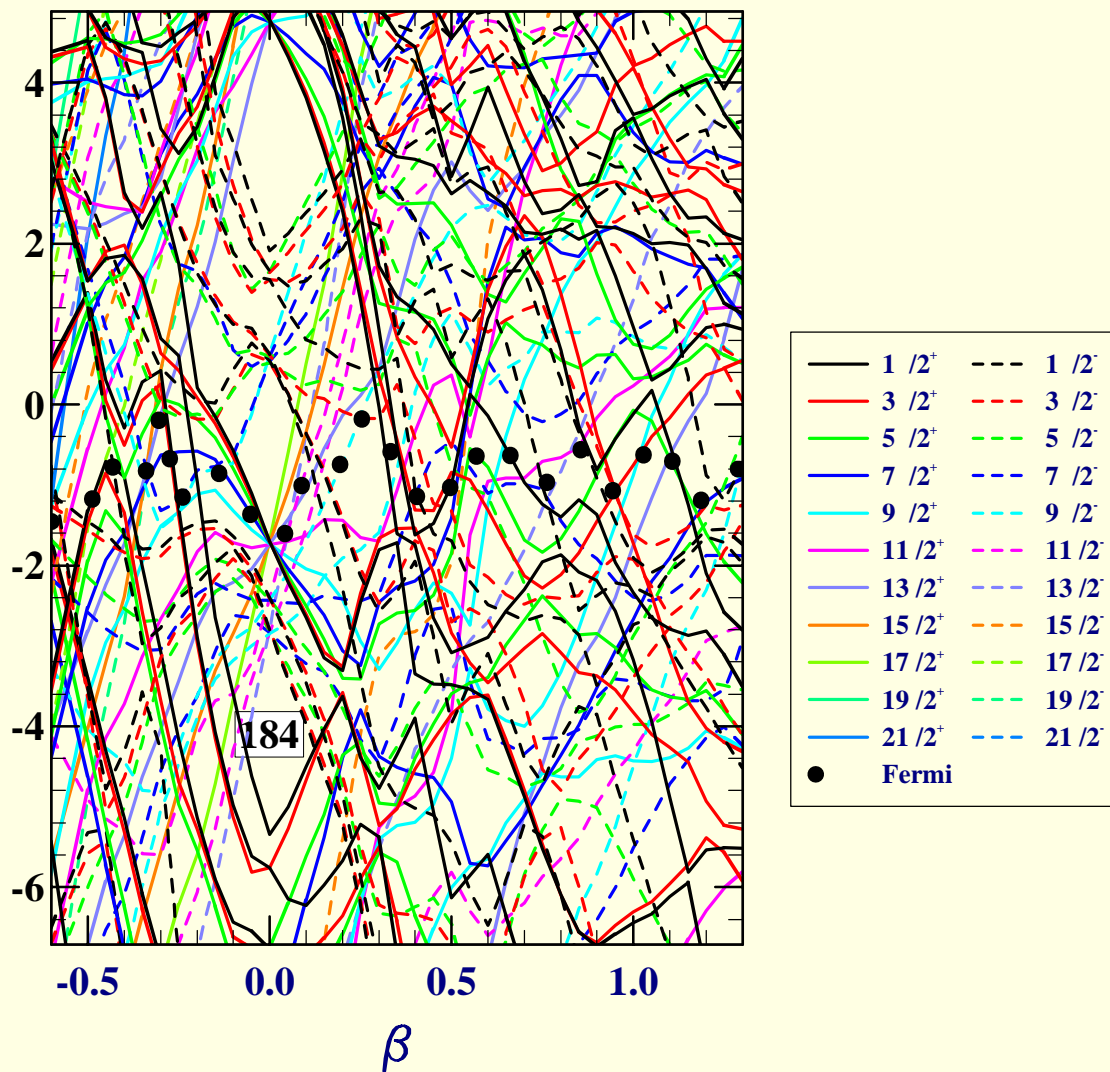 4
2
0
-2
-4
-6
184
-0.5 0.0 0.5 1.0
β
1 /2+ 1 /2-
3 /2+ 3 /2-
5 /2+ 5 /2-
7 /2+ 7 /2-
9 /2+ 9 /2-
11 /2+ 11 /2-
13 /2+ 13 /2-
15 /2+ 15 /2-
17 /2+ 17 /2-
19 /2+ 19 /2-
21 /2+ 21 /2-
Fermi